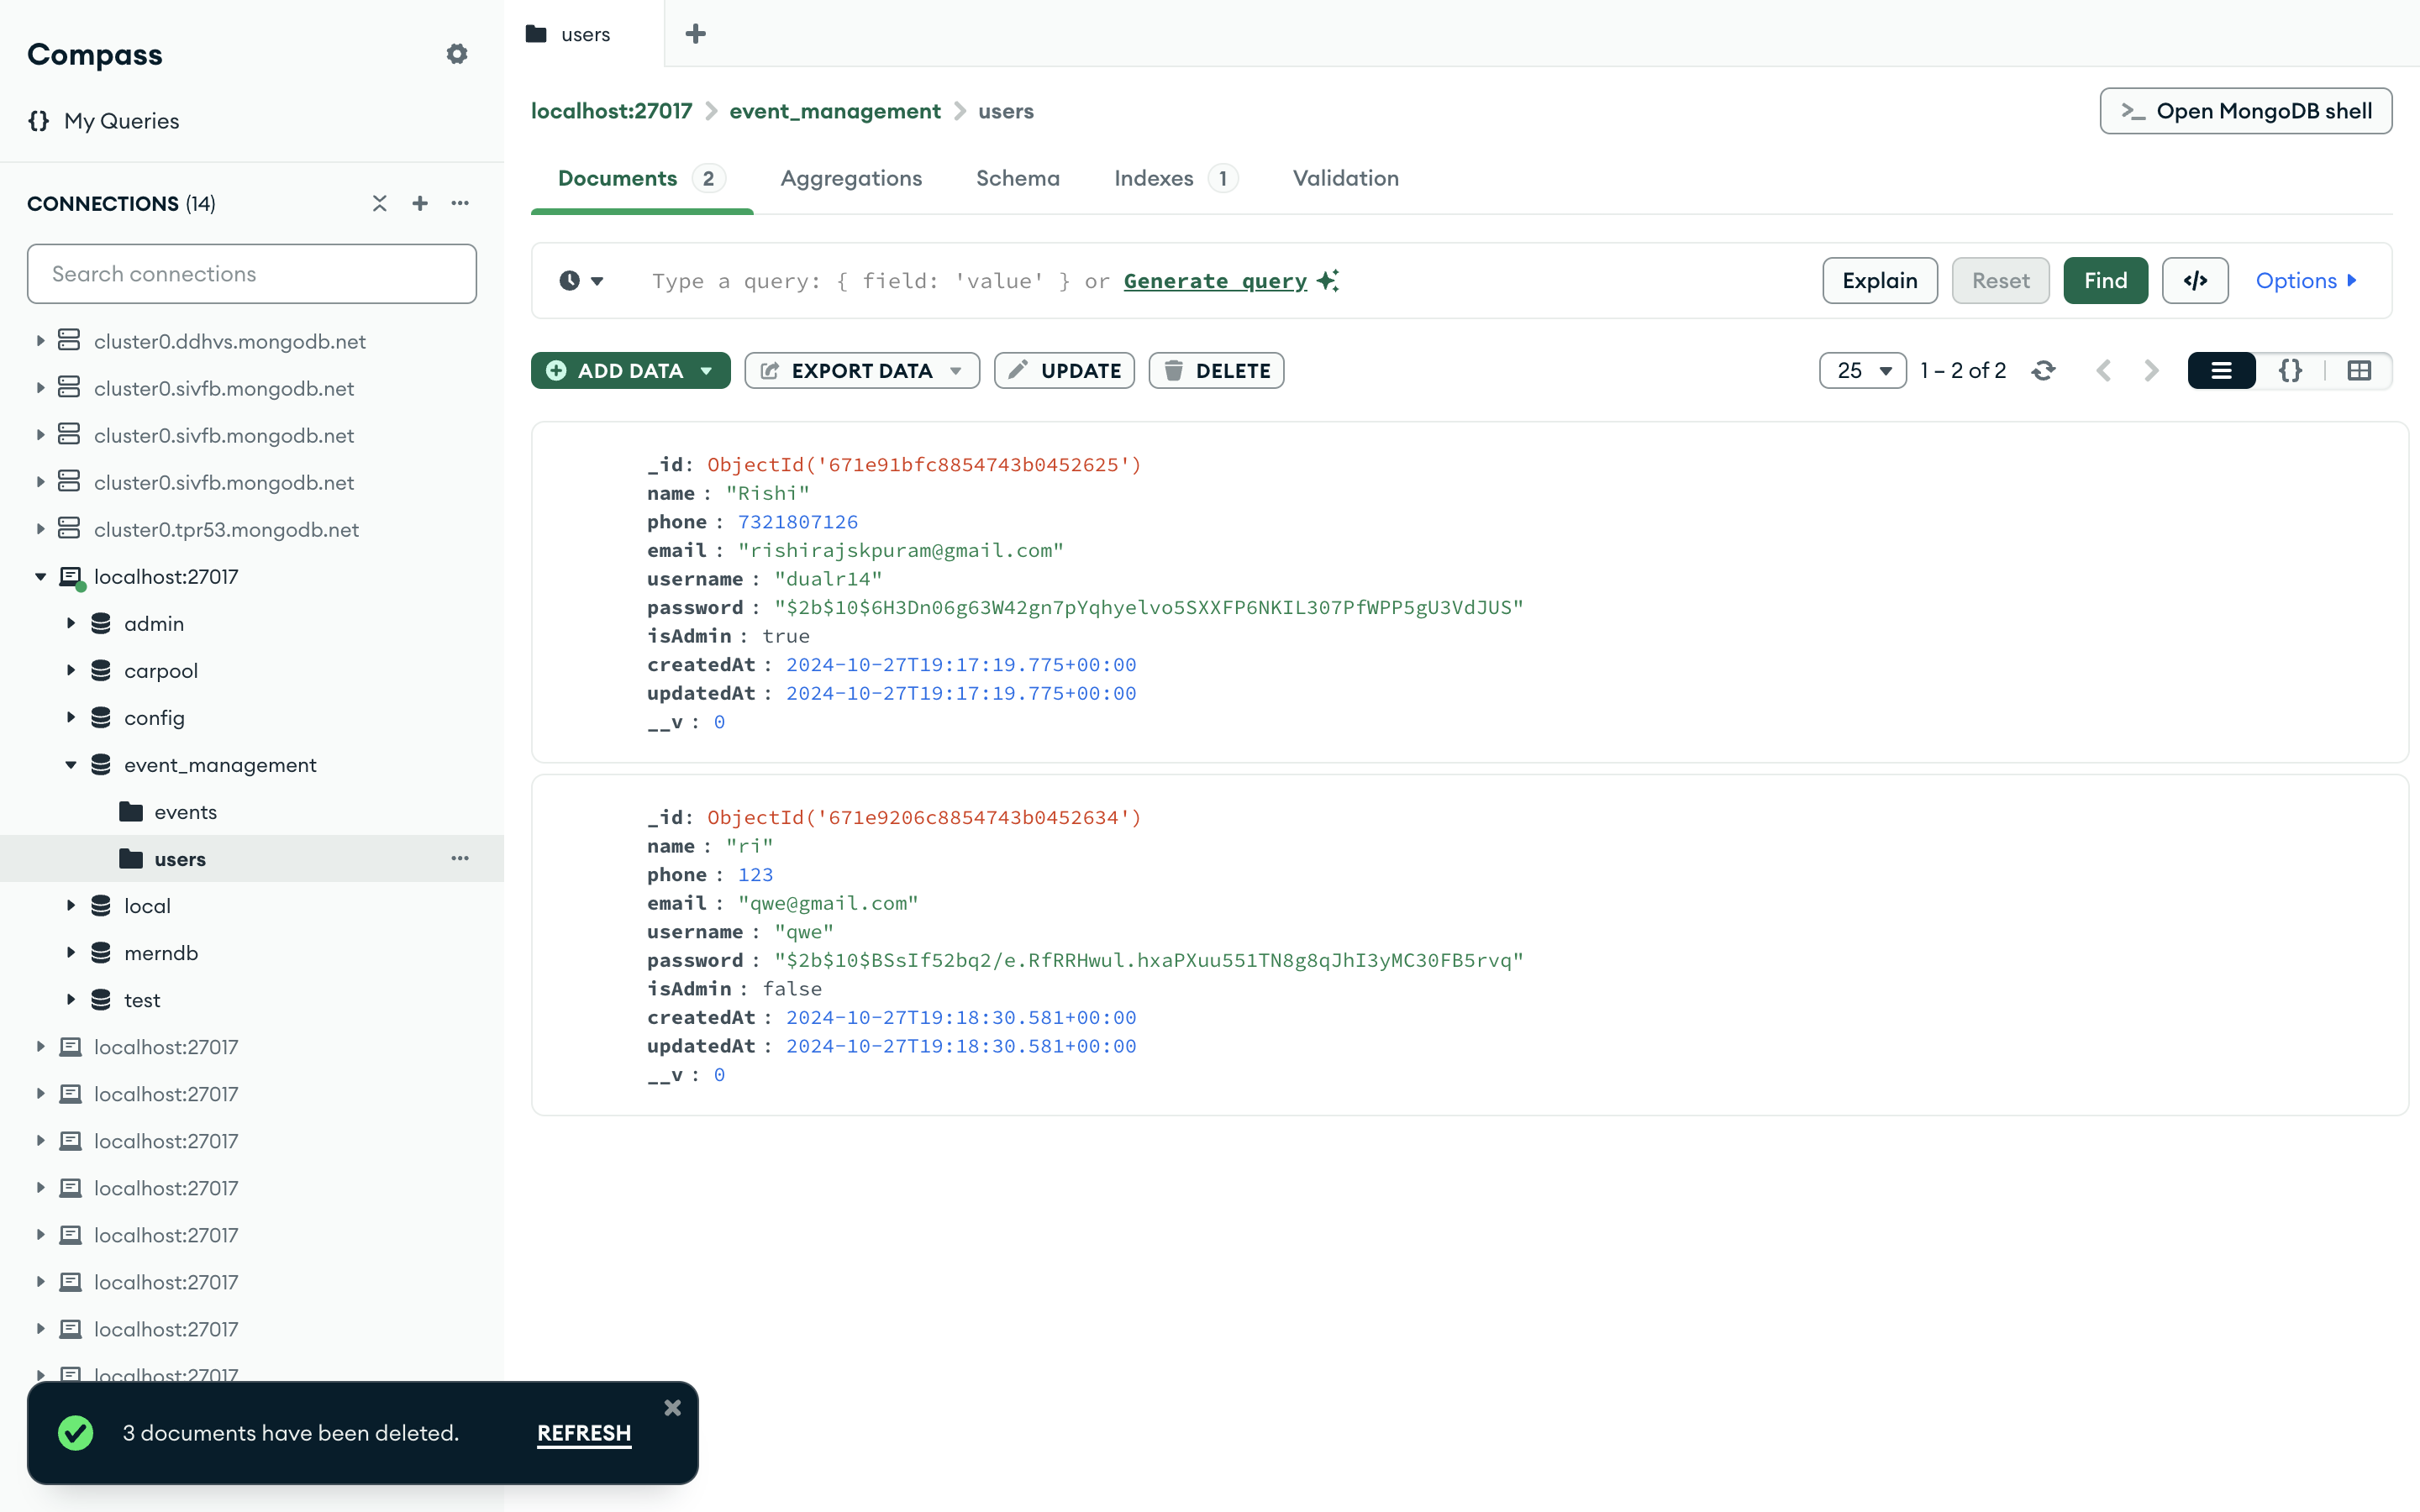 Compass
My Queries
CONNECTIONS (14)
Search connections
cluster0.ddhvs.mongodb.net
cluster0.sivfb.mongodb.net
cluster0.sivfb.mongodb.net
cluster0.sivfb.mongodb.net
cluster0.tpr53.mongodb.net
localhost:27017
admin
carpool
config
event_management
events
users
local
merndb
test
localhost:27017
localhost:27017
localhost:27017
localhost:27017
localhost:27017
localhost:27017
localhost:27017
localhost:27017
3 documents have been deleted. REFRESH
users
localhost:27017 event_management users
>_ Open MongoDB shell
Documents 2 Aggregations Schema Indexes 1 Validation
Type a query: { field: 'value' } or Generate query Explain Reset Find </> Options
ADD DATA EXPORT DATA UPDATE DELETE 25 1 – 2 of 2 {}
_id: ObjectId('671e91bfc8854743b0452625')
name : "Rishi"
phone : 7321807126
email : "rishirajskpuram@gmail.com"
username : "dualr14"
password : "$2b$10$6H3Dn06g63W42gn7pYqhyelvo5SXXFP6NKIL307PfWPP5gU3VdJUS"
isAdmin : true
createdAt : 2024-10-27T19:17:19.775+00:00
updatedAt : 2024-10-27T19:17:19.775+00:00
__v : 0
_id: ObjectId('671e9206c8854743b0452634')
name : "ri"
phone : 123
email : "qwe@gmail.com"
username : "qwe"
password : "$2b$10$BSsIf52bq2/e.RfRRHwul.hxaPXuu551TN8g8qJhI3yMC30FB5rvq"
isAdmin : false
createdAt : 2024-10-27T19:18:30.581+00:00
updatedAt : 2024-10-27T19:18:30.581+00:00
__v : 0